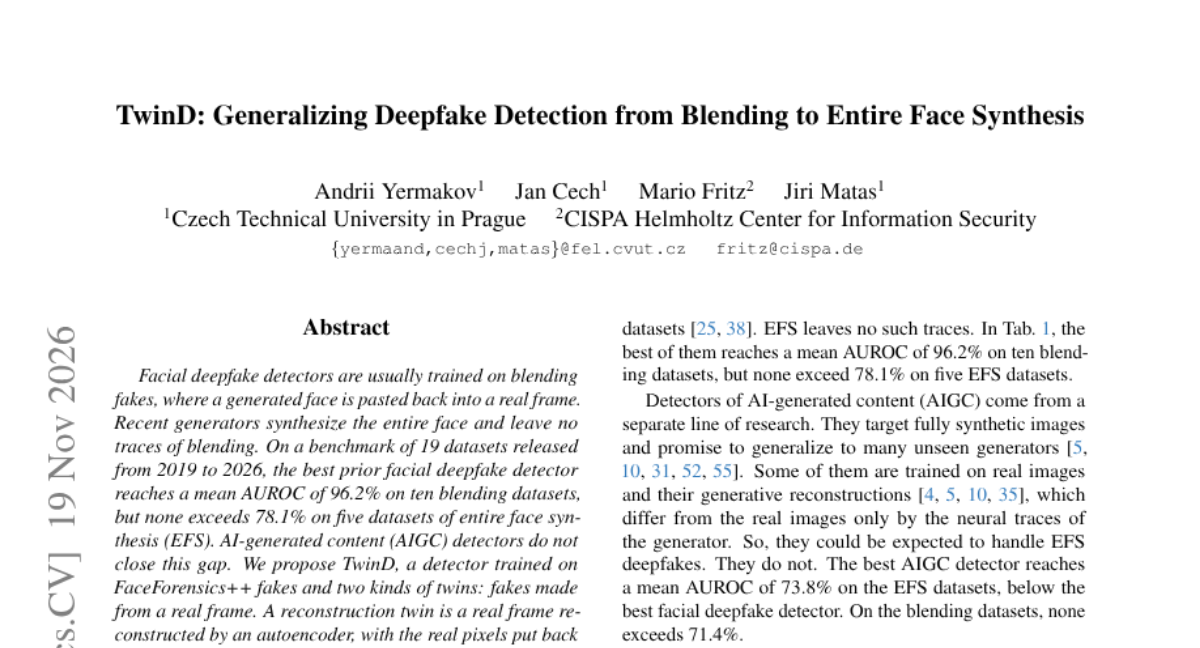 TwinD: Generalizing Deepfake Detection from Blending to Entire Face Synthesis
Andrii Yermakov1 Jan Cech1 Mario Fritz2 Jiri Matas1
1Czech Technical University in Prague 2CISPA Helmholtz Center for Information Security
{yermaand,cechj,matas}@fel.cvut.cz fritz@cispa.de
cs.CV] 19 Nov 2026
Abstract
Facial deepfake detectors are usually trained on blending
fakes, where a generated face is pasted back into a real frame.
Recent generators synthesize the entire face and leave no
traces of blending. On a benchmark of 19 datasets released
from 2019 to 2026, the best prior facial deepfake detector
reaches a mean AUROC of 96.2% on ten blending datasets,
but none exceeds 78.1% on five datasets of entire face syn-
thesis (EFS). AI-generated content (AIGC) detectors do not
close this gap. We propose TwinD, a detector trained on
FaceForensics++ fakes and two kinds of twins: fakes made
from a real frame. A reconstruction twin is a real frame re-
constructed by an autoencoder, with the real pixels put back
datasets [25, 38]. EFS leaves no such traces. In Tab. 1, the
best of them reaches a mean AUROC of 96.2% on ten blend-
ing datasets, but none exceed 78.1% on five EFS datasets.
Detectors of AI-generated content (AIGC) come from a
separate line of research. They target fully synthetic images
and promise to generalize to many unseen generators [5,
10, 31, 52, 55]. Some of them are trained on real images
and their generative reconstructions [4, 5, 10, 35], which
differ from the real images only by the neural traces of
the generator. So, they could be expected to handle EFS
deepfakes. They do not. The best AIGC detector reaches
a mean AUROC of 73.8% on the EFS datasets, below the
best facial deepfake detector. On the blending datasets, none
exceeds 71.4%.